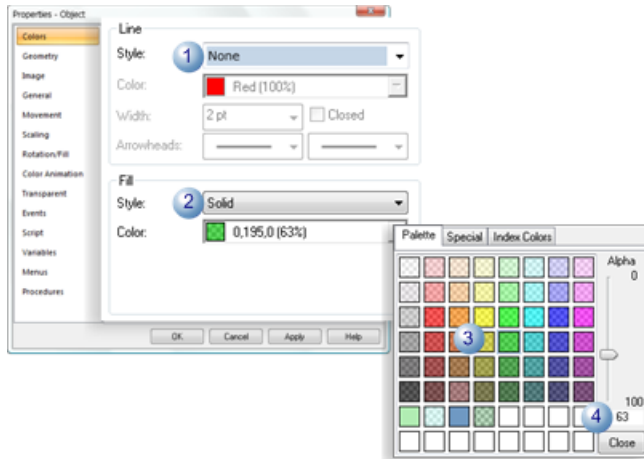 Properties - Object
Colors
Geometry
Image
General
Movement
Scaling
Rotation/Fill
Color Animation
Transparent
Events
Script
Variables
Menus
Procedures
Line
Style: 1 None
Color: Red (100%)
Width: 2 pt Closed
Arrowheads:
Fill
Style: 2 Solid
Color: 0,195,0 (63%)
OK Cancel Apply Help
Palette Special Index Colors
Alpha
0
3
100
4 63
Close